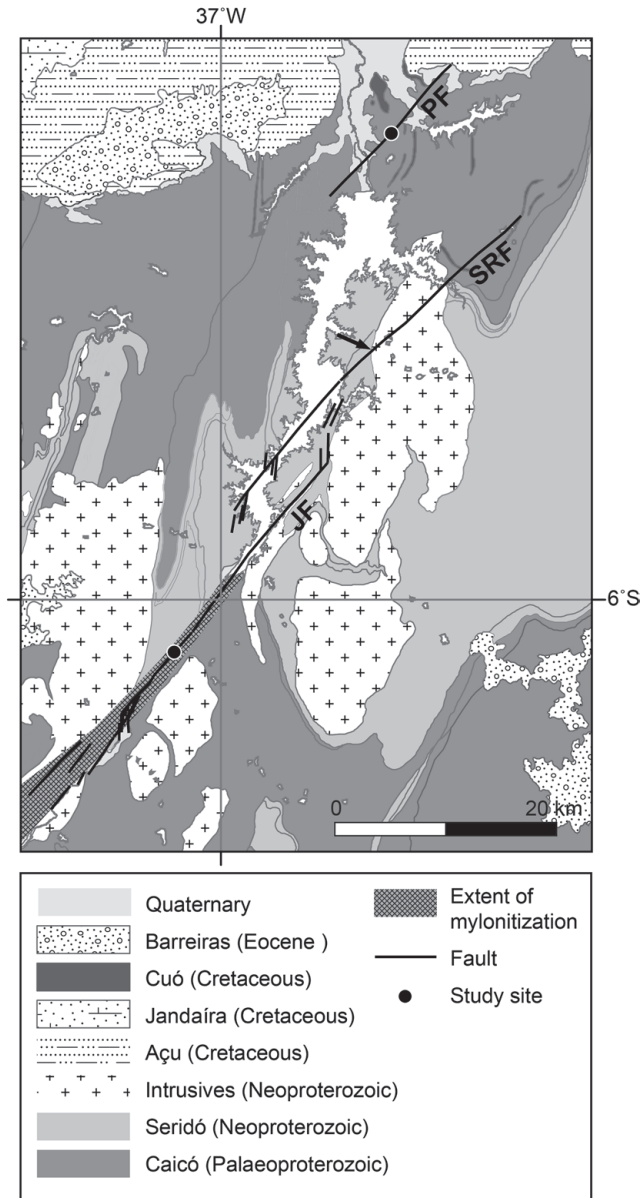 37°W
PF
SRF
JF
6°S
0 20 km
Quaternary
Barreiras (Eocene )
Cuó (Cretaceous)
Jandaíra (Cretaceous)
Açu (Cretaceous)
Intrusives (Neoproterozoic)
Seridó (Neoproterozoic)
Caicó (Palaeoproterozoic)
Extent of
mylonitization
Fault
Study site